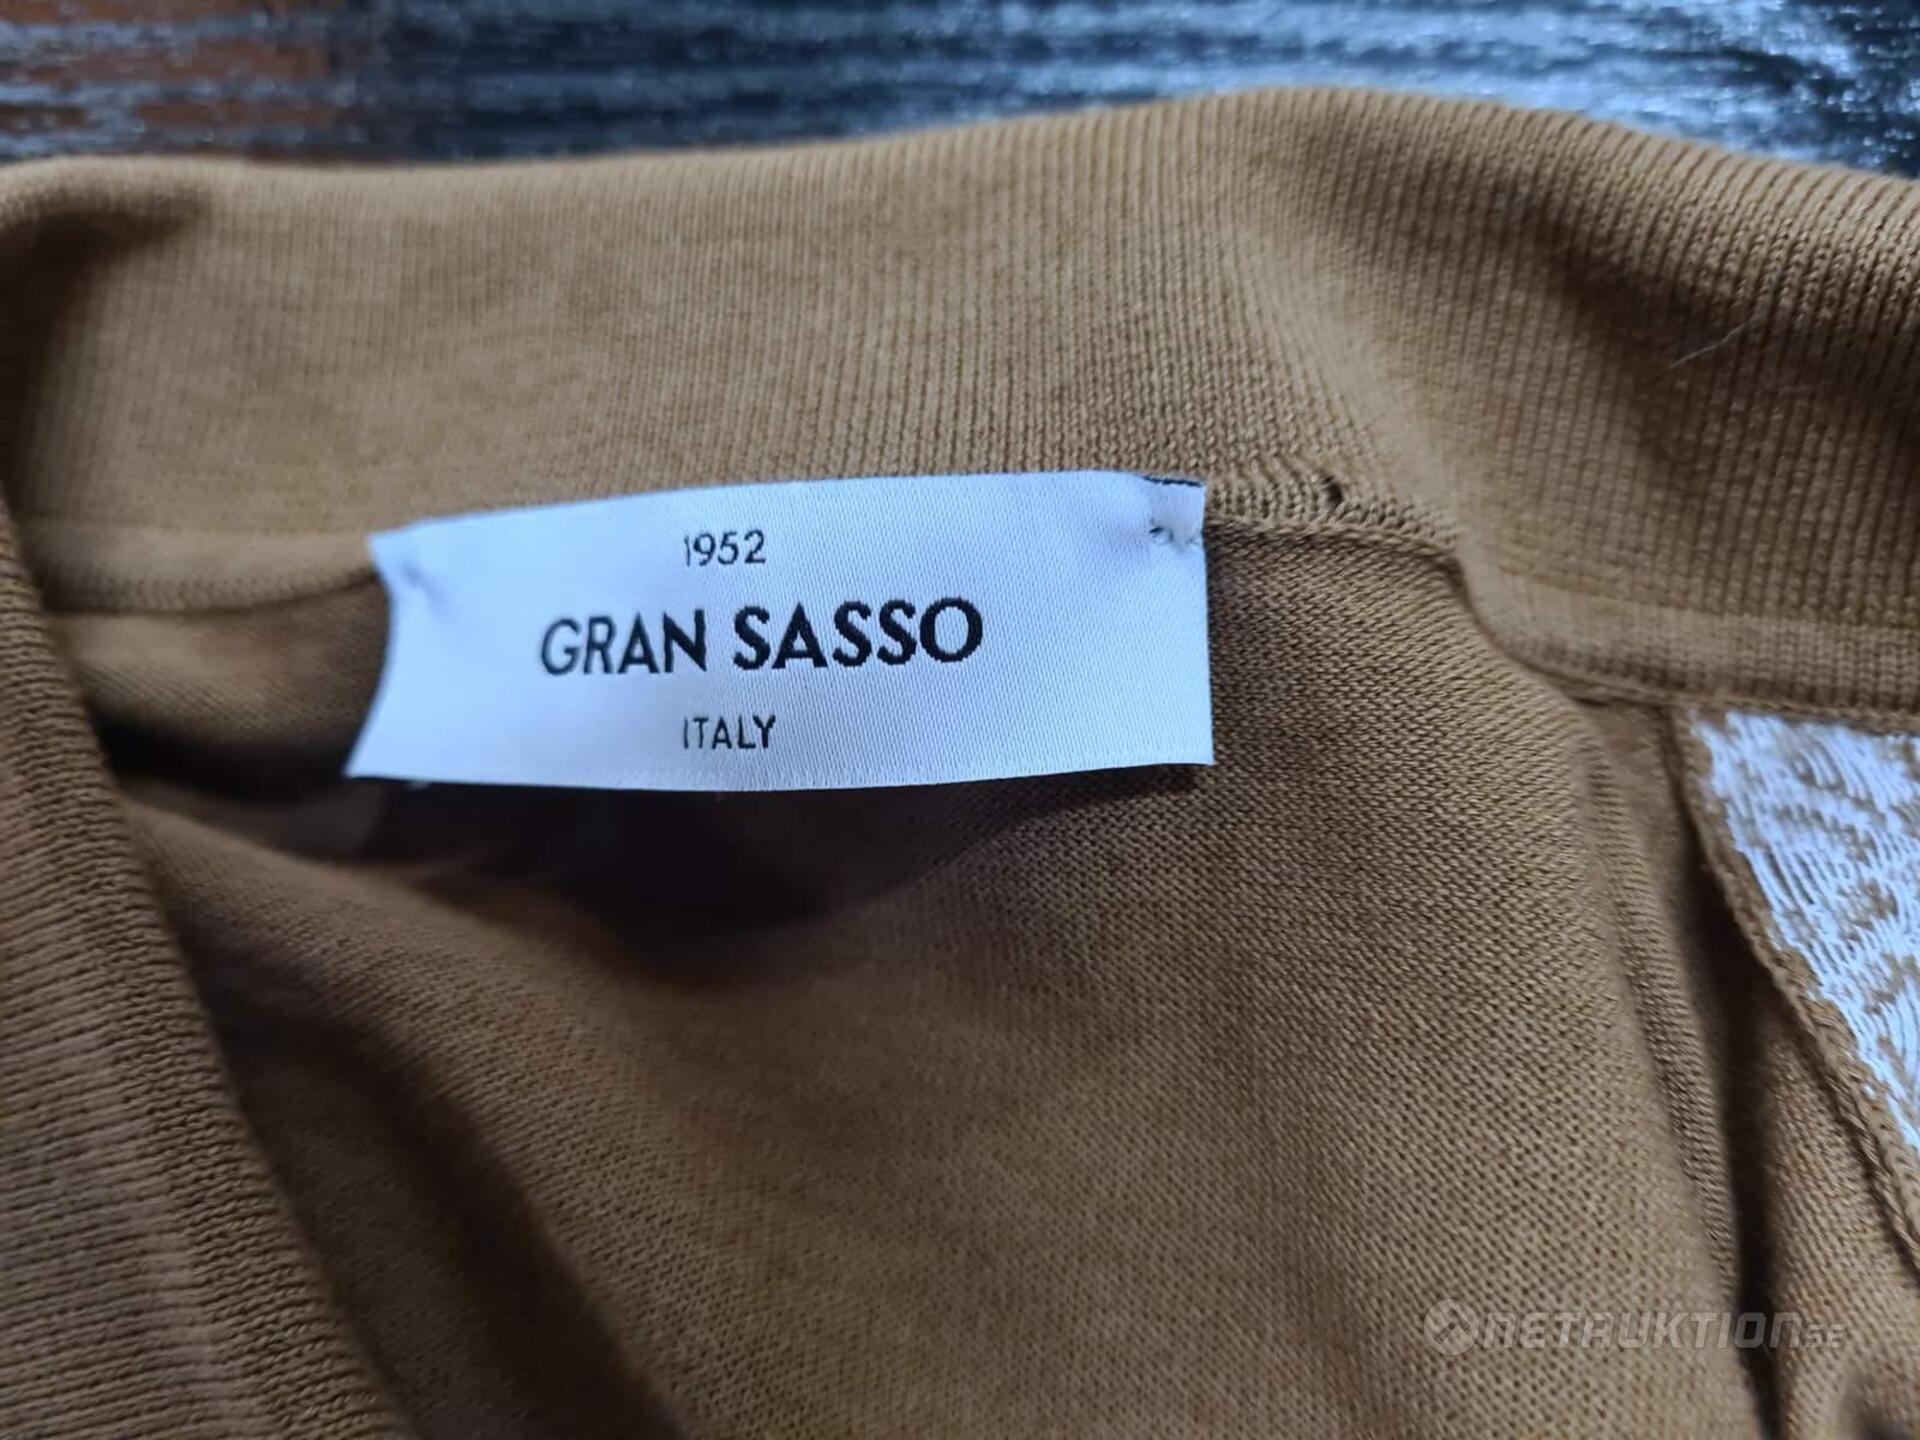 1952
GRAN SASSO
ITALY
NETAUKTION.SE